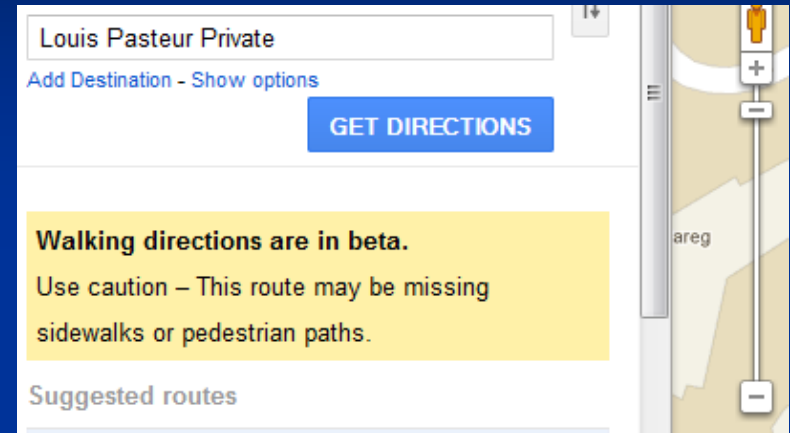 Louis Pasteur Private
Add Destination - Show options
GET DIRECTIONS
Walking directions are in beta.
Use caution – This route may be missing
sidewalks or pedestrian paths.
Suggested routes
areg